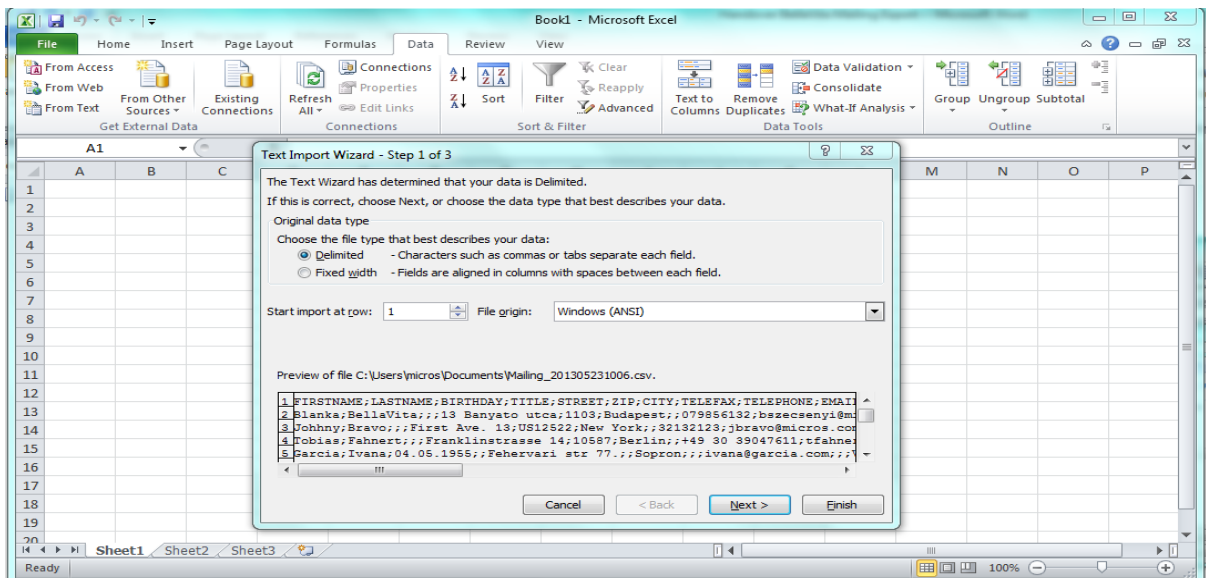 Book1 - Microsoft Excel
File Home Insert Page Layout Formulas Data Review View
From Access
From Web
From Text
From Other Sources
Existing Connections
Get External Data
Refresh All
Connections
Properties
Edit Links
Connections
Sort
Filter
Clear
Reapply
Advanced
Sort & Filter
Text to Columns
Remove Duplicates
Data Validation
Consolidate
What-If Analysis
Data Tools
Group
Ungroup
Subtotal
Outline
A1
A B C M N O P
1
2
3
4
5
6
7
8
9
10
11
12
13
14
15
16
17
18
19
20
Text Import Wizard - Step 1 of 3
The Text Wizard has determined that your data is Delimited.
If this is correct, choose Next, or choose the data type that best describes your data.
Original data type
Choose the file type that best describes your data:
Delimited - Characters such as commas or tabs separate each field.
Fixed width - Fields are aligned in columns with spaces between each field.
Start import at row: 1 File origin: Windows (ANSI)
Preview of file C:\Users\micros\Documents\Mailing_201305231006.csv.
1 FIRSTNAME;LASTNAME;BIRTHDAY;TITLE;STREET;ZIP;CITY;TELEFAX;TELEPHONE;EMAIL
2 Blanka;BellaVita;;;13 Banyato utca;1103;Budapest;;079856132;bszecsenyi@m
3 Johhny;Bravo;;;First Ave. 13;US12522;New York;;32132123;jbravo@micros.com
4 Tobias;Fahnert;;;Franklinstrasse 14;10587;Berlin;;+49 30 39047611;tfahne
5 Garcia;Ivana;04.05.1955;;Fehervari str 77.;;Sopron;;;ivana@garcia.com;;;
Cancel < Back Next > Finish
Sheet1 Sheet2 Sheet3
Ready 100%